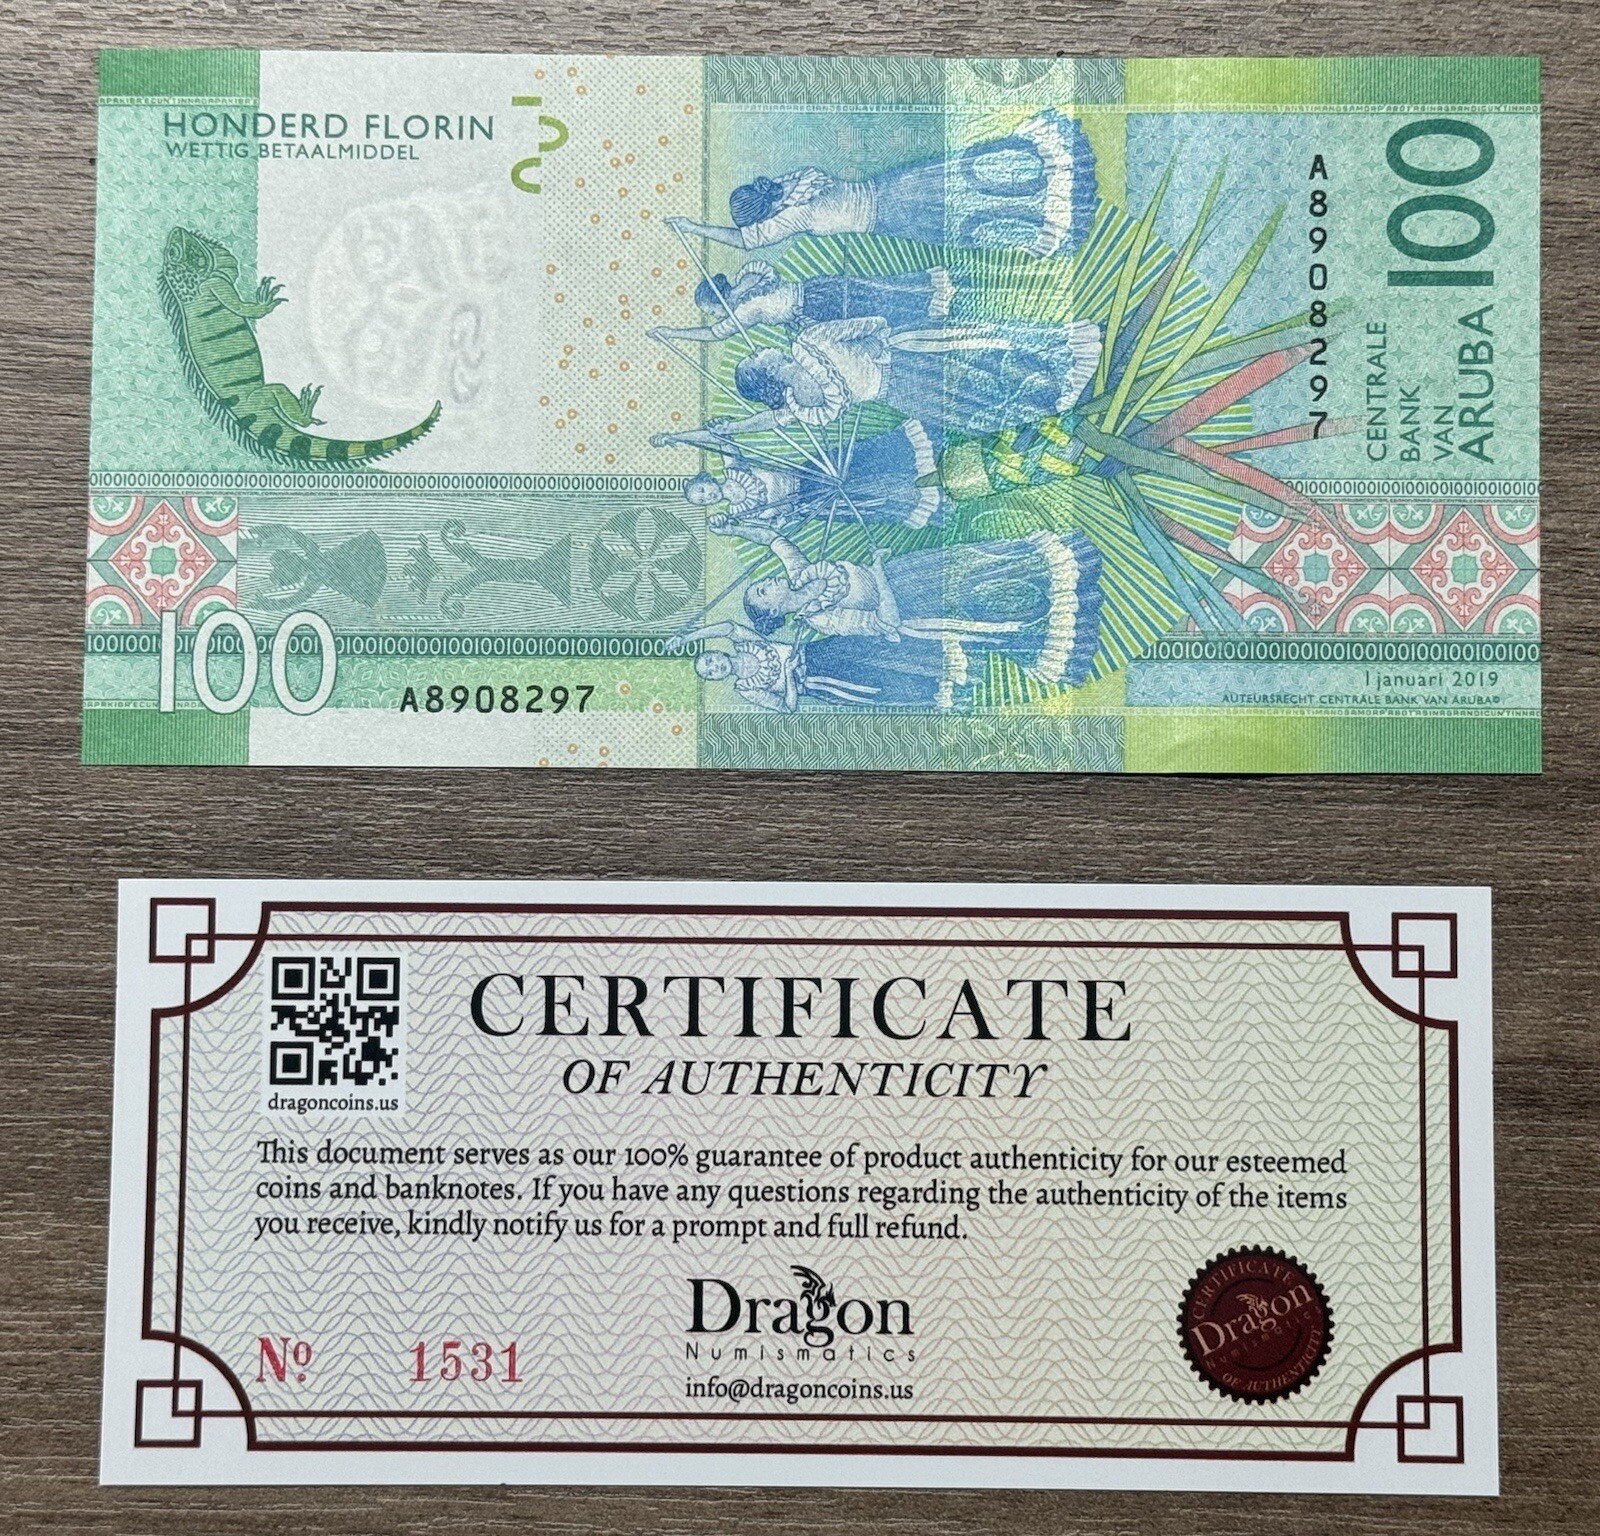 HONDERD FLORIN
WETTIG BETAALMIDDEL
100
A8908297
A8908297
100
CENTRALE
BANK
VAN
ARUBA
1 januari 2019
AUTEURSRECHT CENTRALE BANK VAN ARUBA©
dragoncoins.us
CERTIFICATE
OF AUTHENTICITY
This document serves as our 100% guarantee of product authenticity for our esteemed
coins and banknotes. If you have any questions regarding the authenticity of the items
you receive, kindly notify us for a prompt and full refund.
Nº 1531
Dragon
Numismatics
info@dragoncoins.us
CERTIFICATE
Dragon
Numismatics
OF AUTHENTICITY